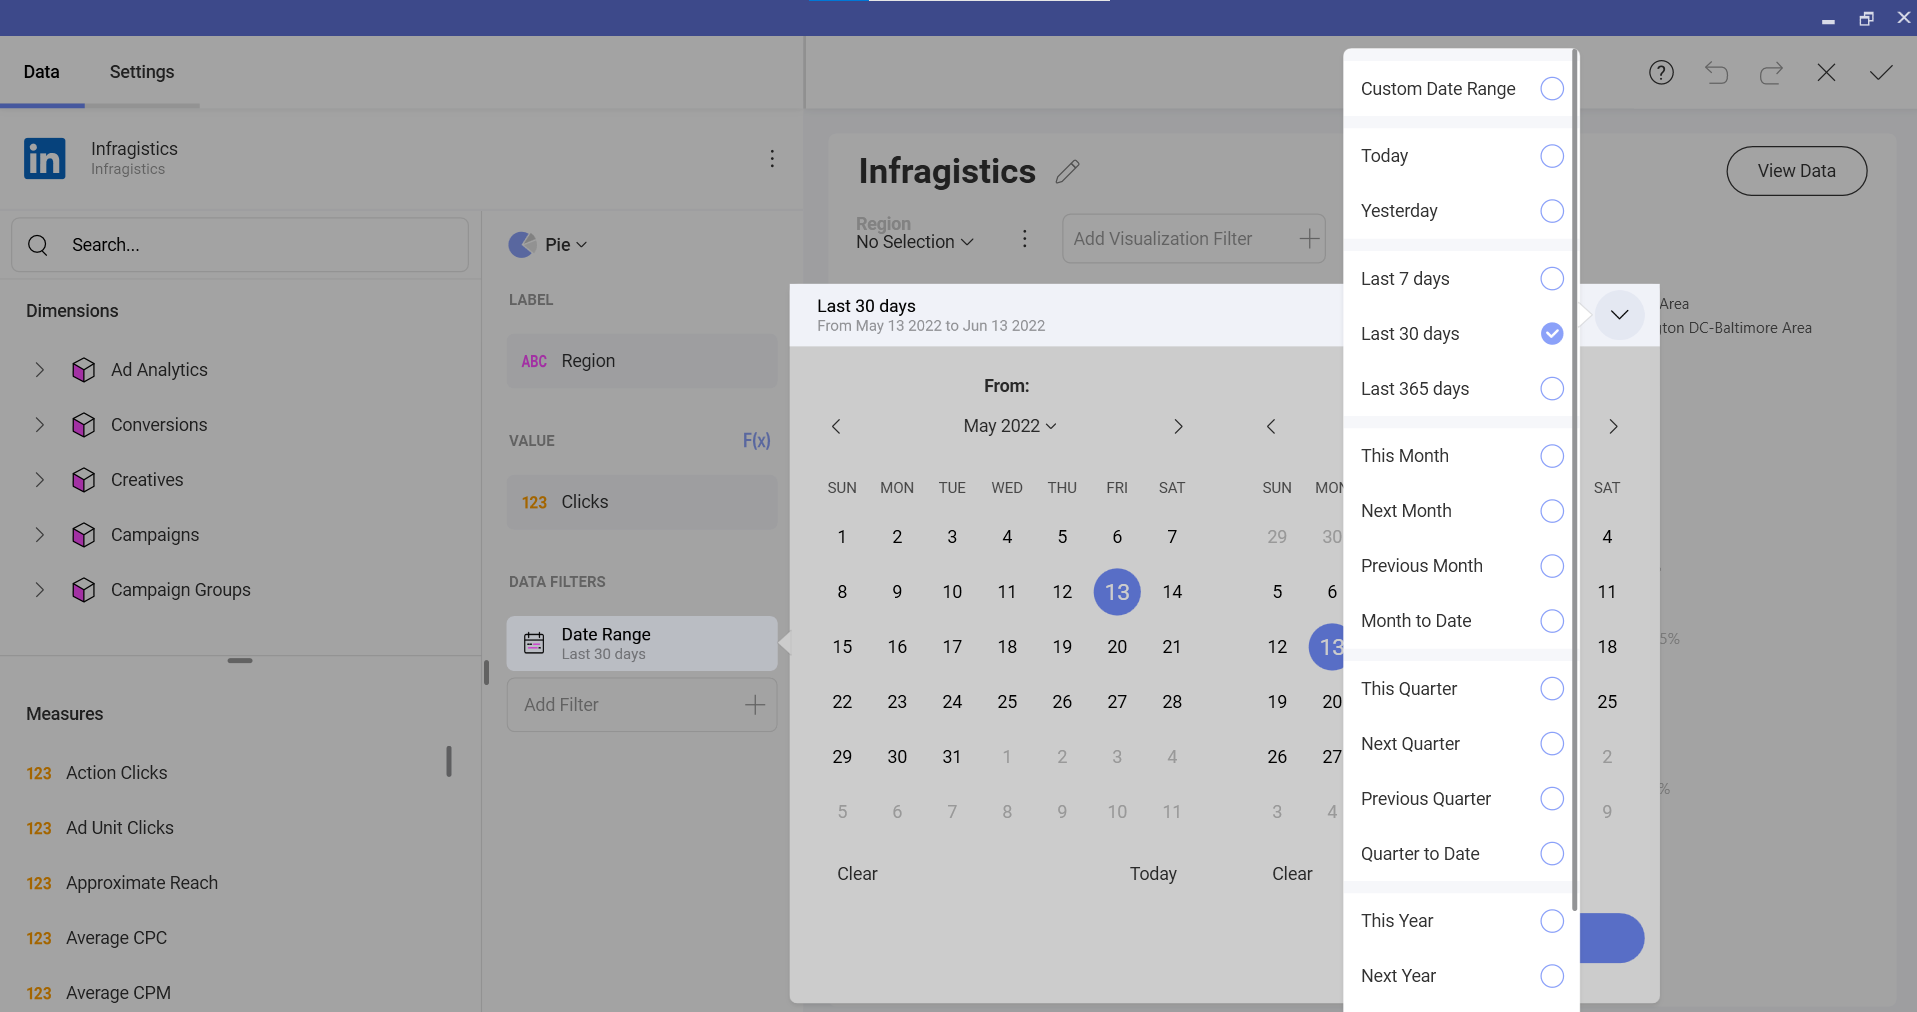 Data
Settings
in
Infragistics
Infragistics
Search...
Dimensions
Ad Analytics
Conversions
Creatives
Campaigns
Campaign Groups
Measures
123 Action Clicks
123 Ad Unit Clicks
123 Approximate Reach
123 Average CPC
123 Average CPM
Pie
LABEL
ABC Region
VALUE F(x)
123 Clicks
DATA FILTERS
Date Range
Last 30 days
Add Filter
Infragistics
View Data
Region
No Selection
Add Visualization Filter
Area
DC-Baltimore Area
5%
%
Last 30 days
From May 13 2022 to Jun 13 2022
From:
May 2022
SUN MON TUE WED THU FRI SAT
1 2 3 4 5 6 7
8 9 10 11 12 13 14
15 16 17 18 19 20 21
22 23 24 25 26 27 28
29 30 31 1 2 3 4
5 6 7 8 9 10 11
Clear Today
SUN MON SAT
29 30 4
5 6 11
12 13 18
19 20 25
26 27 2
3 4 9
Clear
Custom Date Range
Today
Yesterday
Last 7 days
Last 30 days
Last 365 days
This Month
Next Month
Previous Month
Month to Date
This Quarter
Next Quarter
Previous Quarter
Quarter to Date
This Year
Next Year